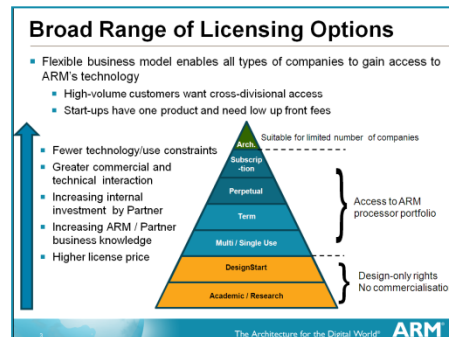 Broad Range of Licensing Options
Flexible business model enables all types of companies to gain access to
ARM's technology
High-volume customers want cross-divisional access
Start-ups have one product and need low up front fees
Fewer technology/use constraints
Greater commercial and
technical interaction
Increasing internal
investment by Partner
Increasing ARM / Partner
business knowledge
Higher license price
Arch.
Suitable for limited number of companies
Subscrip
-tion
Perpetual
Term
Multi / Single Use
Access to ARM
processor portfolio
DesignStart
Academic / Research
Design-only rights
No commercialisatio
The Architecture for the Digital World®
ARM